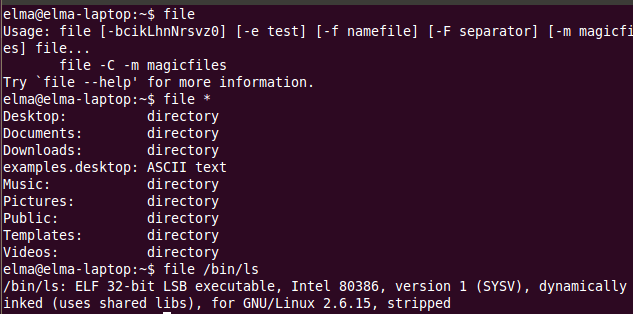 elma@elma-laptop:~$ file
Usage: file [-bcikLhnNrsvz0] [-e test] [-f namefile] [-F separator] [-m magicfil
es] file...
       file -C -m magicfiles
Try `file --help' for more information.
elma@elma-laptop:~$ file *
Desktop:          directory
Documents:        directory
Downloads:        directory
examples.desktop: ASCII text
Music:            directory
Pictures:         directory
Public:           directory
Templates:        directory
Videos:           directory
elma@elma-laptop:~$ file /bin/ls
/bin/ls: ELF 32-bit LSB executable, Intel 80386, version 1 (SYSV), dynamically
inked (uses shared libs), for GNU/Linux 2.6.15, stripped